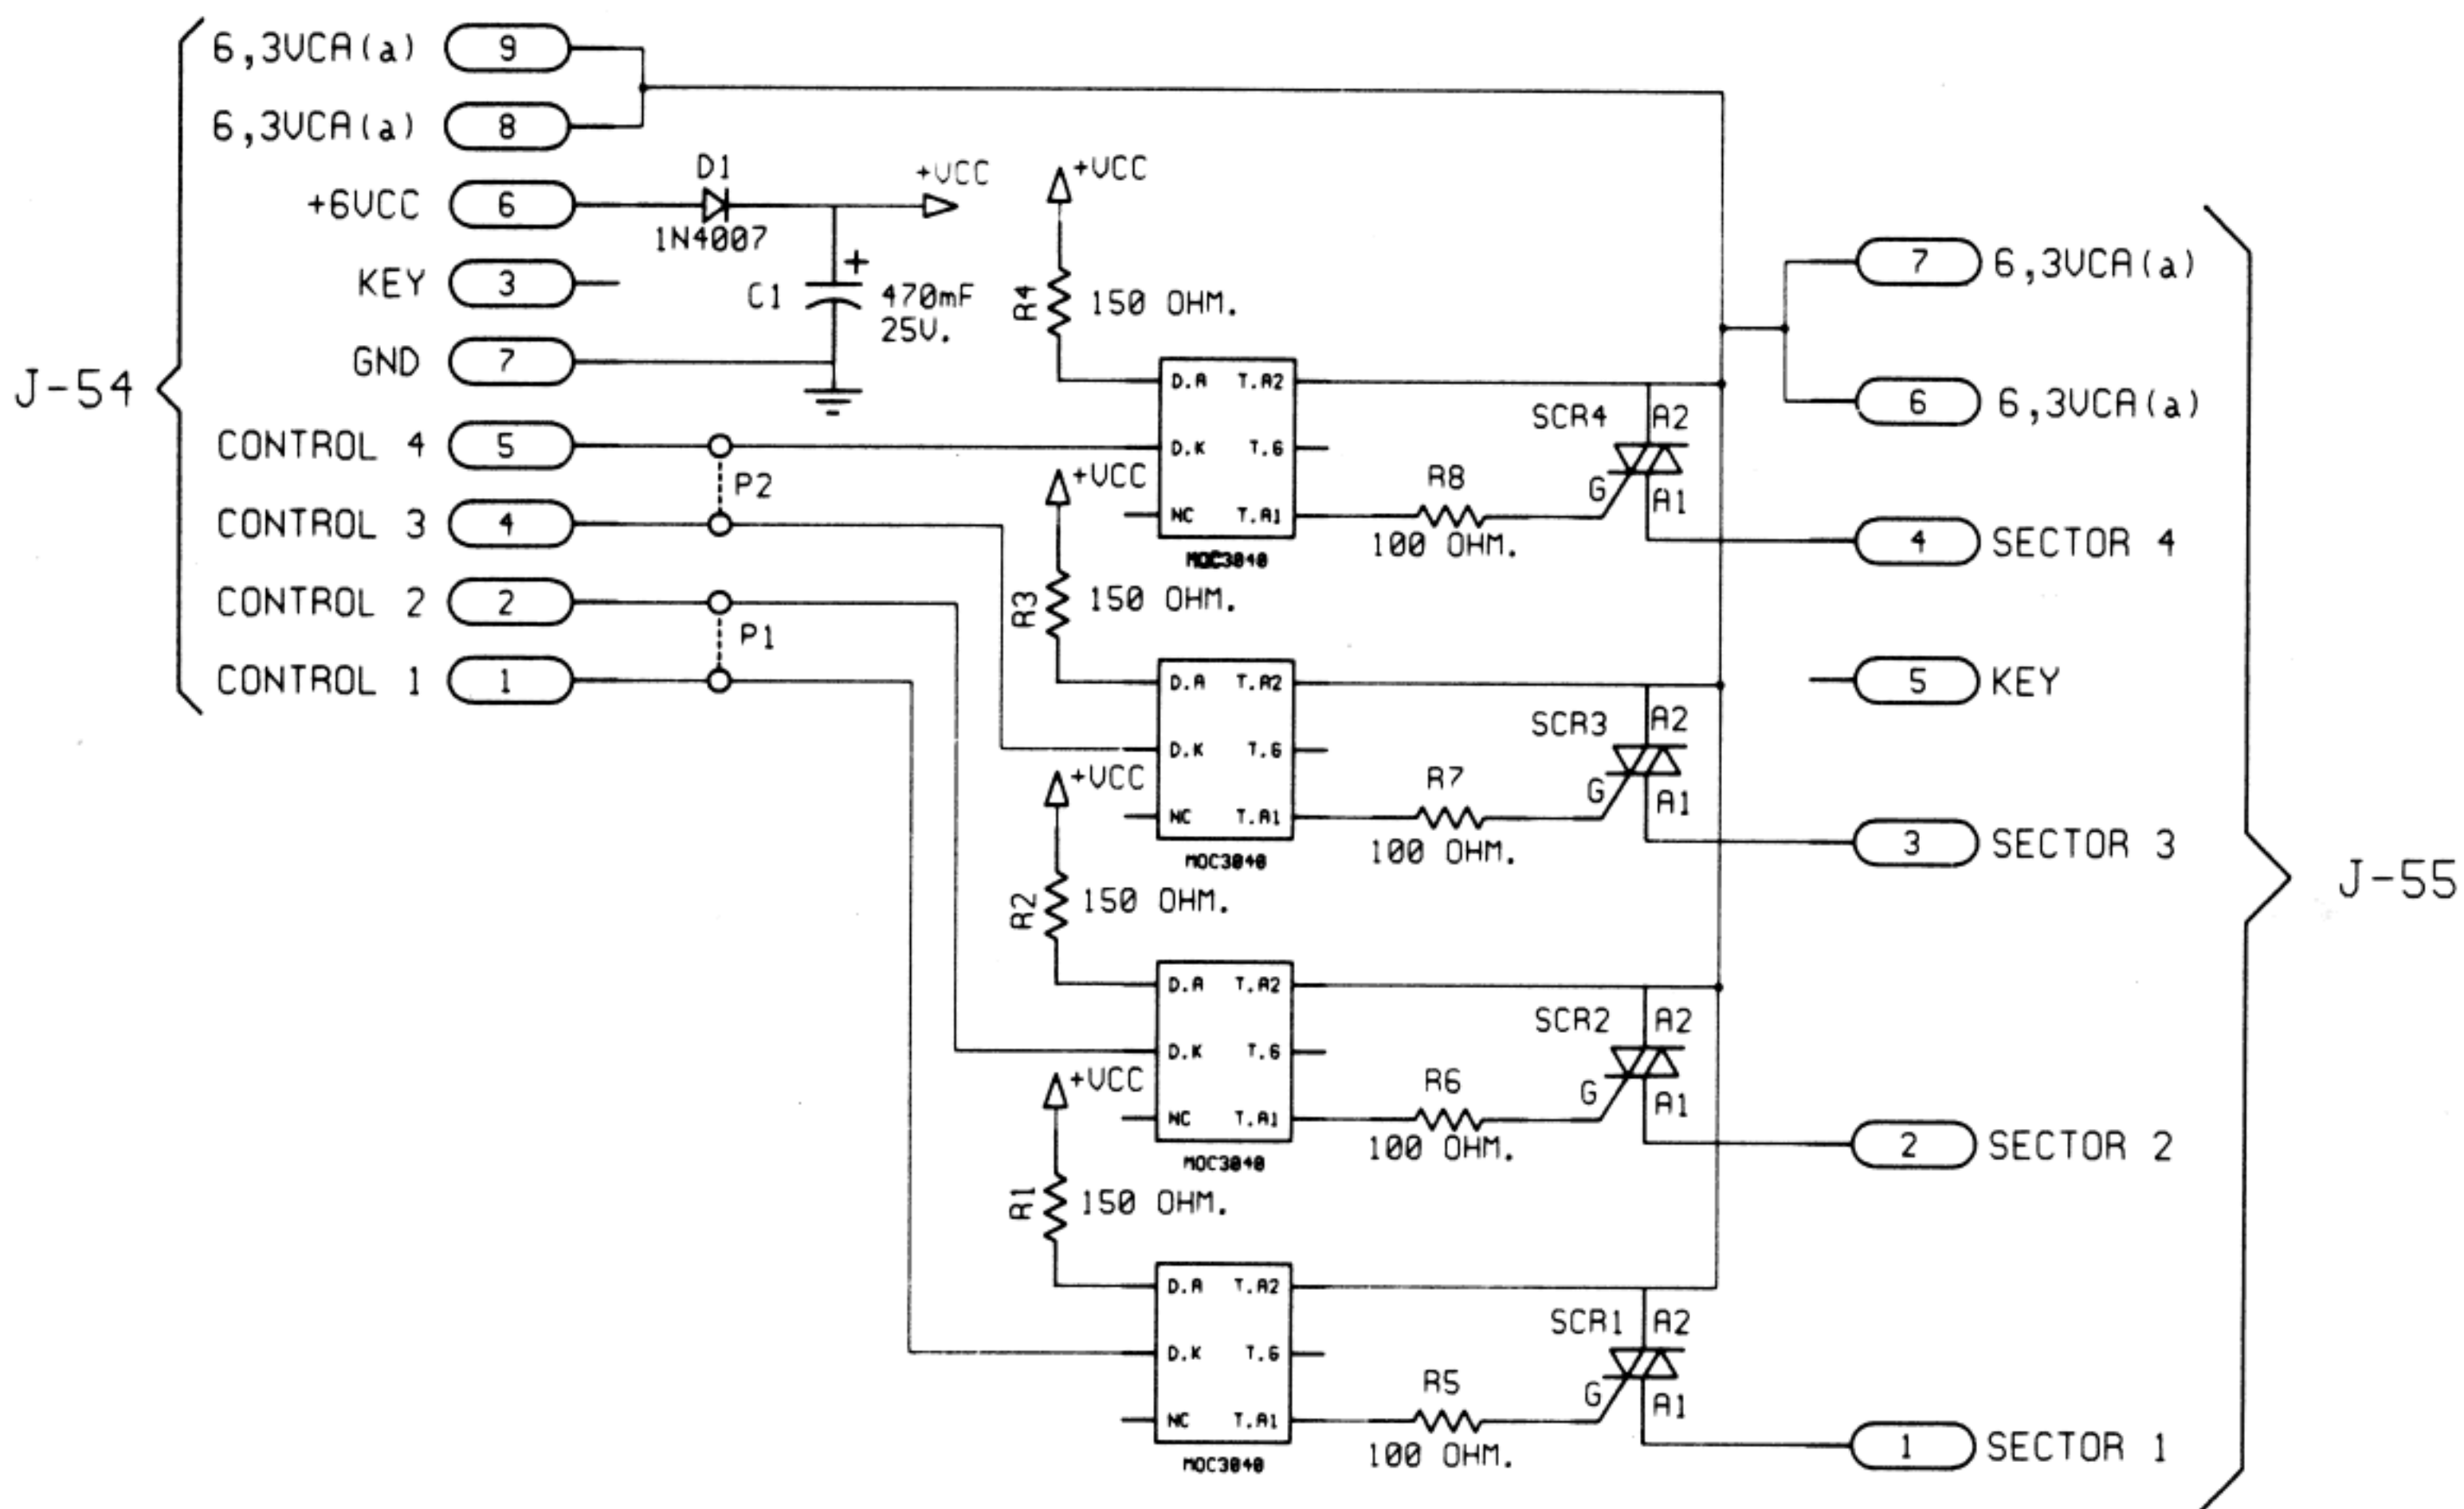 J-54
6,3VCA(a) 9
6,3VCA(a) 8
+6VCC 6
KEY 3
GND 7
CONTROL 4 5
CONTROL 3 4
CONTROL 2 2
CONTROL 1 1
D1
1N4007
+VCC
C1
+
470mF
25V.
P2
P1
+VCC
R4
150 OHM.
D.A T.A2
D.K T.G
NC T.A1
MOC3040
R8
100 OHM.
SCR4
A2
G
A1
+VCC
R3
150 OHM.
D.A T.A2
D.K T.G
NC T.A1
MOC3040
R7
100 OHM.
SCR3
A2
G
A1
+VCC
R2
150 OHM.
D.A T.A2
D.K T.G
NC T.A1
MOC3040
R6
100 OHM.
SCR2
A2
G
A1
+VCC
R1
150 OHM.
D.A T.A2
D.K T.G
NC T.A1
MOC3040
R5
100 OHM.
SCR1
A2
G
A1
7 6,3VCA(a)
6 6,3VCA(a)
4 SECTOR 4
5 KEY
3 SECTOR 3
2 SECTOR 2
1 SECTOR 1
J-55